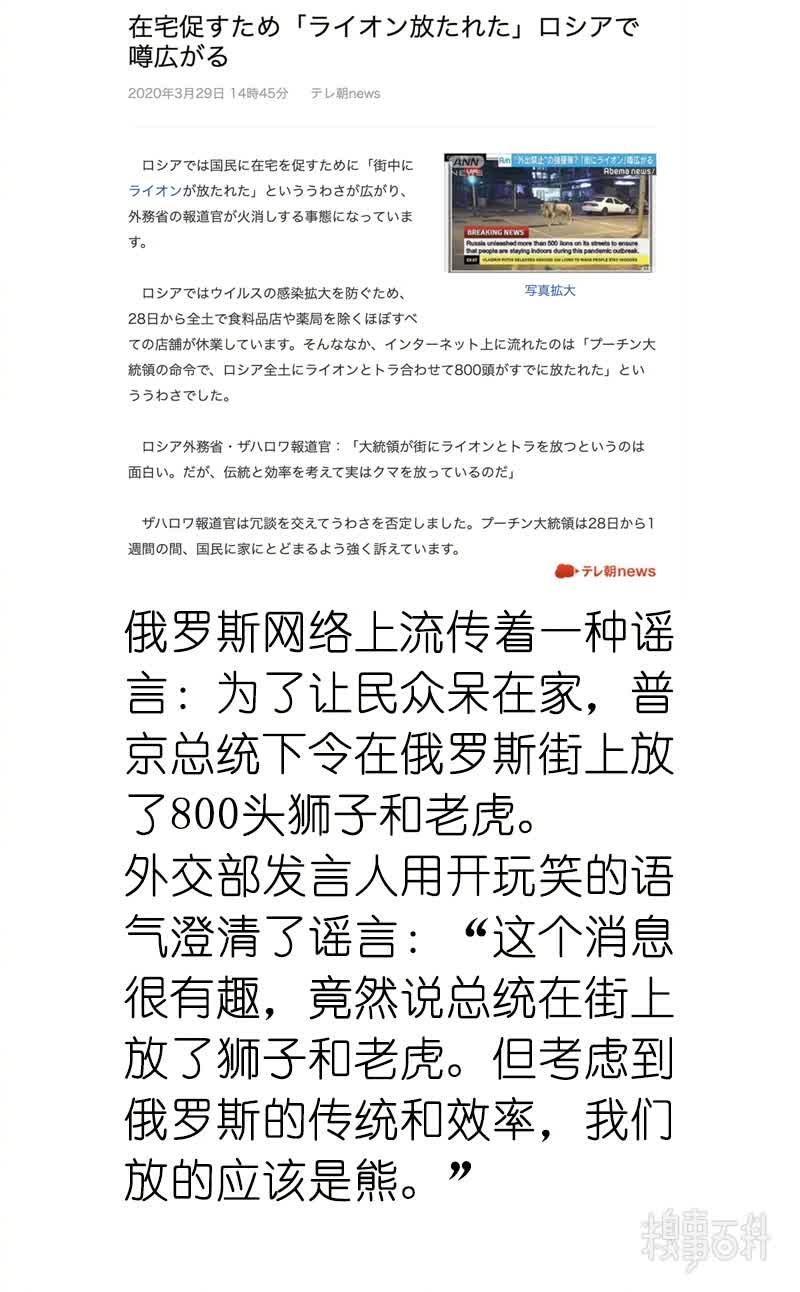 在宅促すため「ライオン放たれた」ロシアで
噂広がる
2020年3月29日 14時45分 テレ朝news
ロシアでは国民に在宅を促すために「街中に
ライオンが放たれた」といううわさが広がり、
外務省の報道官が火消しする事態になっていま
す。
ANN
NEWS LIVE
"外出禁止"の強硬策?「街にライオン」噂広がる
Abema news/
BREAKING NEWS
Russia unleashed more than 500 lions on its streets to ensure
that people are staying indoors during this pandemic outbreak.
VLADIMIR PUTIN RELEASES AROUND 500 LIONS TO MAKE PEOPLE STAY INDOORS
写真拡大
ロシアではウイルスの感染拡大を防ぐため、
28日から全土で食料品店や薬局を除くほぼすべ
ての店舗が休業しています。そんななか、インターネット上に流れたのは「プーチン大
統領の命令で、ロシア全土にライオンとトラ合わせて800頭がすでに放たれた」とい
ううわさでした。
ロシア外務省・ザハロワ報道官：「大統領が街にライオンとトラを放つというのは
面白い。だが、伝統と効率を考えて実はクマを放っているのだ」
ザハロワ報道官は冗談を交えてうわさを否定しました。プーチン大統領は28日から1
週間の間、国民に家にとどまるよう強く訴えています。
テレ朝news
俄罗斯网络上流传着一种谣
言：为了让民众呆在家，普
京总统下令在俄罗斯街上放
了800头狮子和老虎。
外交部发言人用开玩笑的语
气澄清了谣言：“这个消息
很有趣，竟然说总统在街上
放了狮子和老虎。但考虑到
俄罗斯的传统和效率，我们
放的应该是熊。”
糗事百科